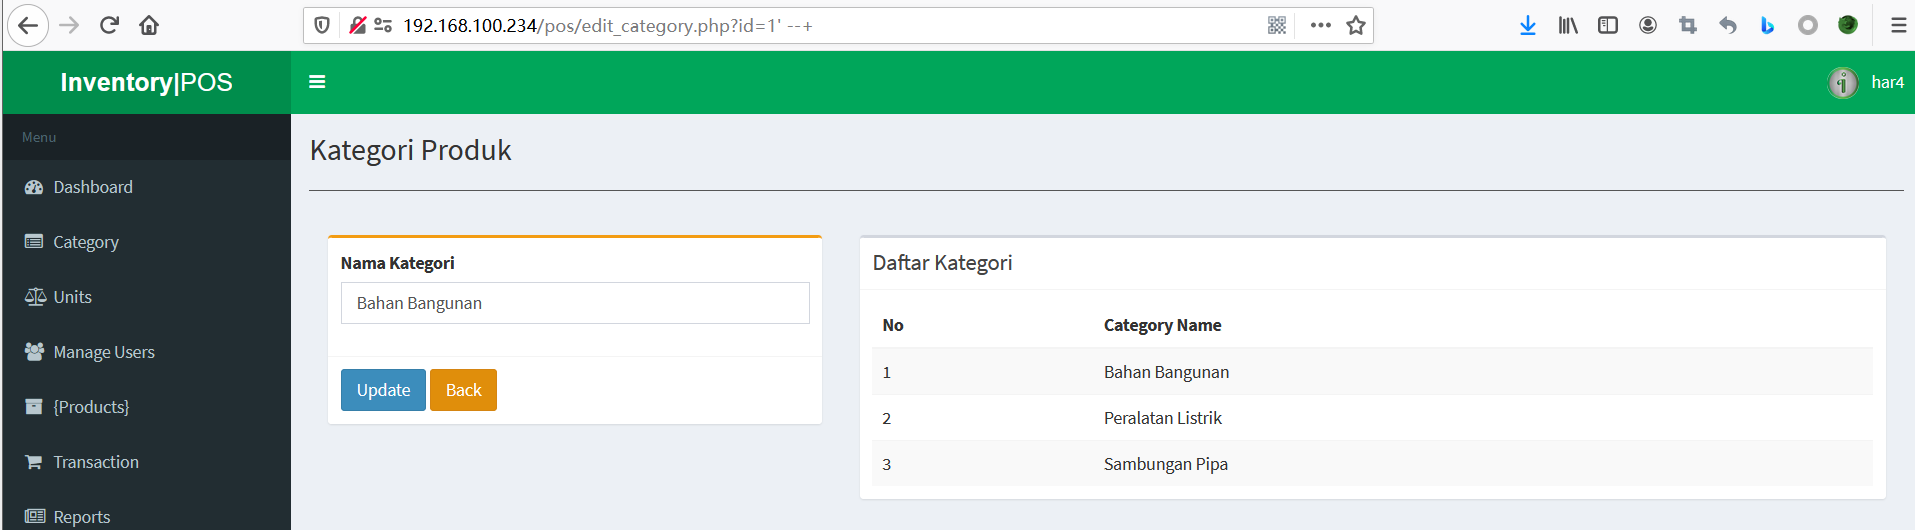 192.168.100.234/pos/edit_category.php?id=1' --+
Inventory|POS
har4
Menu
Dashboard
Category
Units
Manage Users
{Products}
Transaction
Reports
Kategori Produk
Nama Kategori
Bahan Bangunan
Update Back
Daftar Kategori
No Category Name
1 Bahan Bangunan
2 Peralatan Listrik
3 Sambungan Pipa